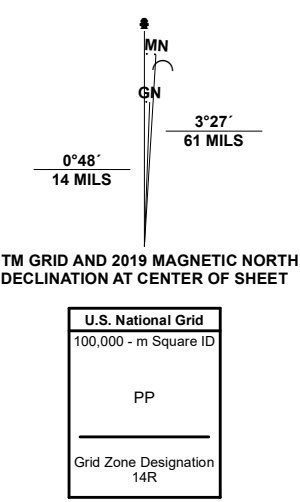 MN
GN
3°27´
61 MILS
0°48´
14 MILS
TM GRID AND 2019 MAGNETIC NORTH
DECLINATION AT CENTER OF SHEET
U.S. National Grid
100,000 - m Square ID
PP
Grid Zone Designation
14R